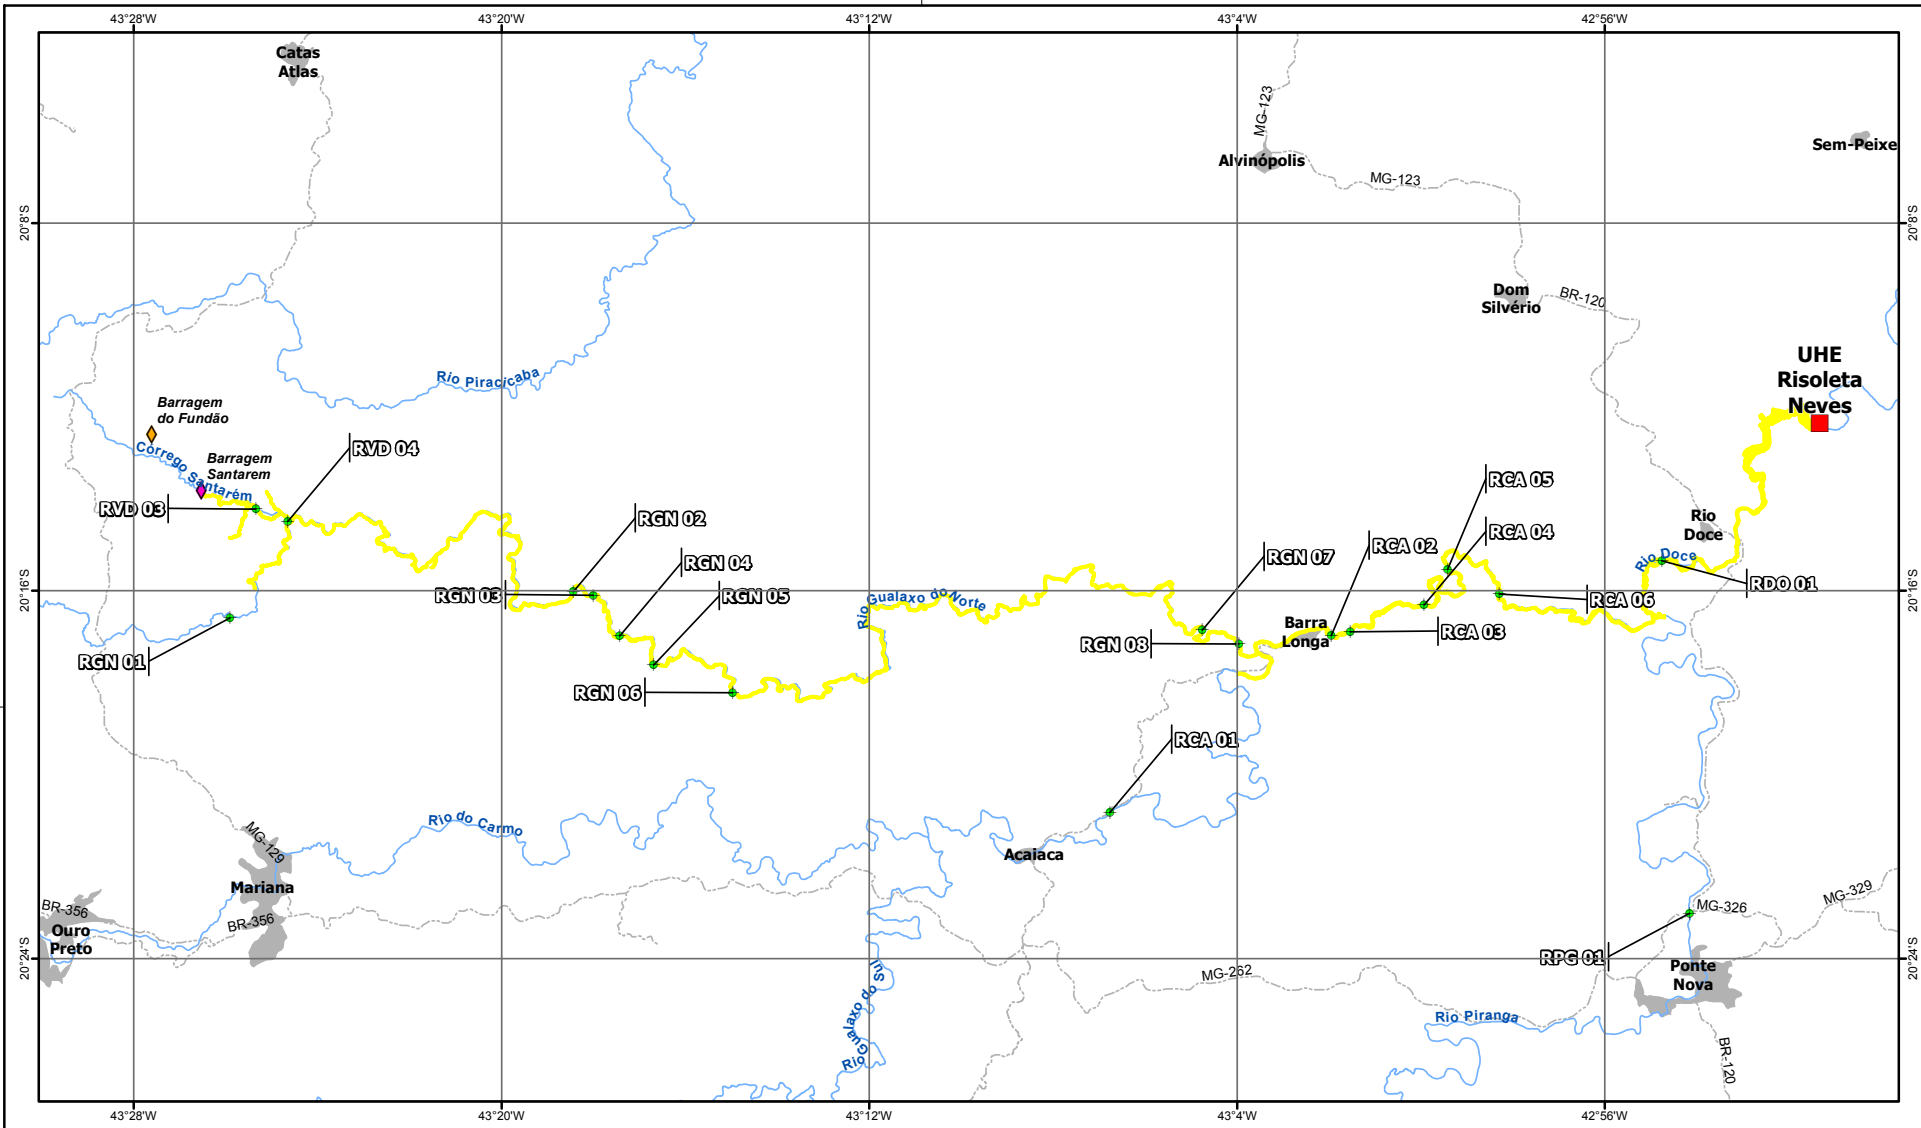 43°28'W
43°20'W
43°12'W
43°4'W
42°56'W
Catas
Atlas
MG-123
Alvinópolis
MG-123
Sem-Peixe
20°8'S
20°8'S
Dom
Silvério
BR-120
UHE
Risoleta
Neves
Rio Piracicaba
Barragem
do Fundão
Córrego Santarém
Barragem
Santarem
RVD 04
RVD 03
RGN 02
RGN 04
RGN 03
RGN 05
RGN 01
RGN 06
Rio Gualaxo do Norte
RGN 07
RGN 08
RCA 05
RCA 04
RCA 02
Barra
Longa
RCA 03
RCA 06
Rio
Doce
Rio Doce
RDO 01
20°16'S
20°16'S
RCA 01
Rio do Carmo
Acaiaca
MG-129
Mariana
BR-356
BR-356
Ouro
Preto
MG-329
MG-326
RPG 01
Ponte
Nova
20°24'S
20°24'S
MG-262
Rio Gualaxo do Sul
Rio Piranga
BR-120
43°28'W
43°20'W
43°12'W
43°4'W
42°56'W